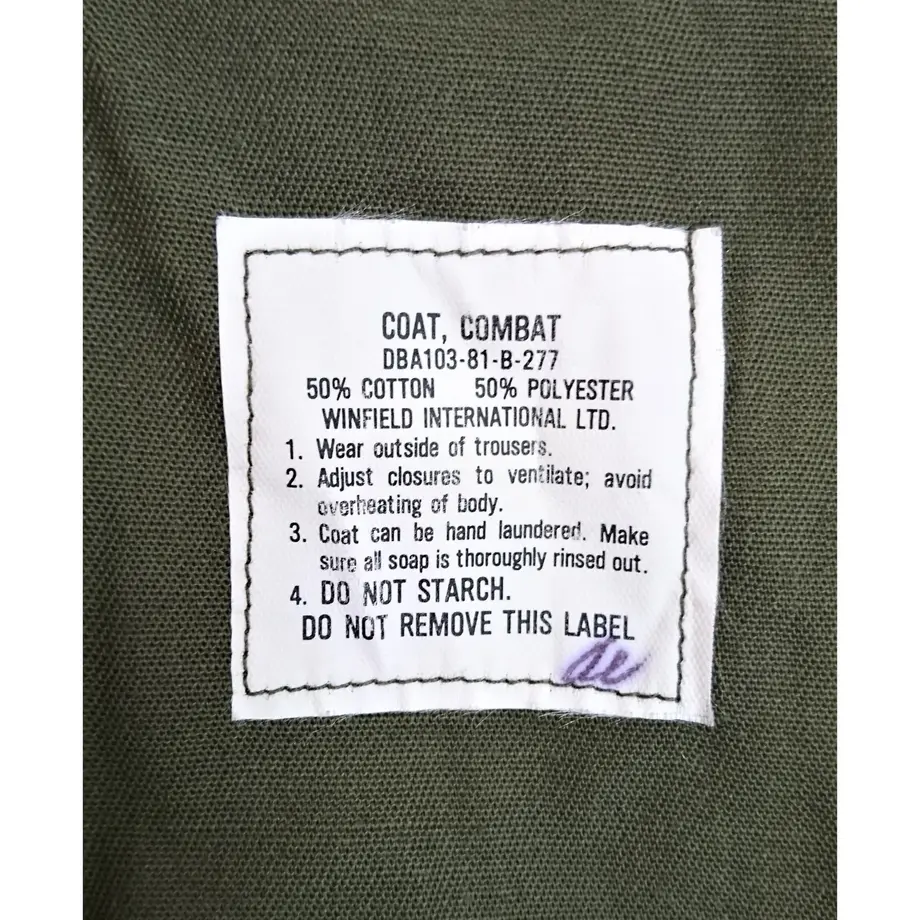 COAT, COMBAT
DBA103-81-B-277
50% COTTON 50% POLYESTER
WINFIELD INTERNATIONAL LTD.
1. Wear outside of trousers.
2. Adjust closures to ventilate; avoid
overheating of body.
3. Coat can be hand laundered. Make
sure all soap is thoroughly rinsed out.
4. DO NOT STARCH.
DO NOT REMOVE THIS LABEL